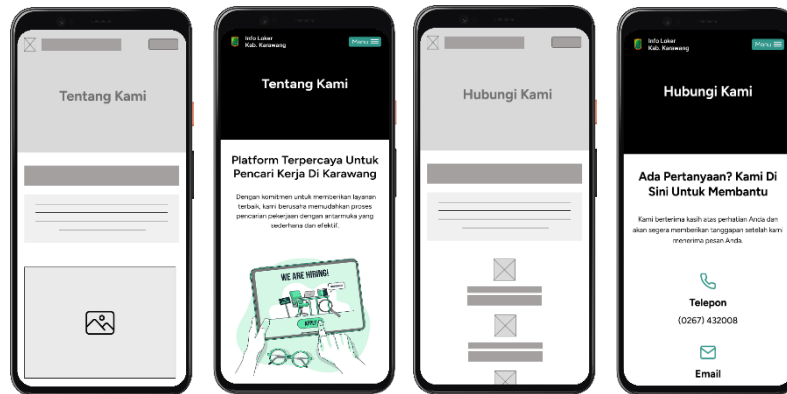 Tentang Kami
Info Loker
Kab. Karawang
Menu
Tentang Kami
Platform Terpercaya Untuk
Pencari Kerja Di Karawang
Dengan komitmen untuk memberikan layanan
terbaik, kami berusaha memudahkan proses
pencarian pekerjaan dengan antarmuka yang
sederhana dan efektif.
WE ARE HIRING!
APPLY
Hubungi Kami
Info Loker
Kab. Karawang
Menu
Hubungi Kami
Ada Pertanyaan? Kami Di
Sini Untuk Membantu
Kami berterima kasih atas perhatian Anda dan
akan segera memberikan tanggapan setelah kami
menerima pesan Anda.
Telepon
(0267) 432008
Email